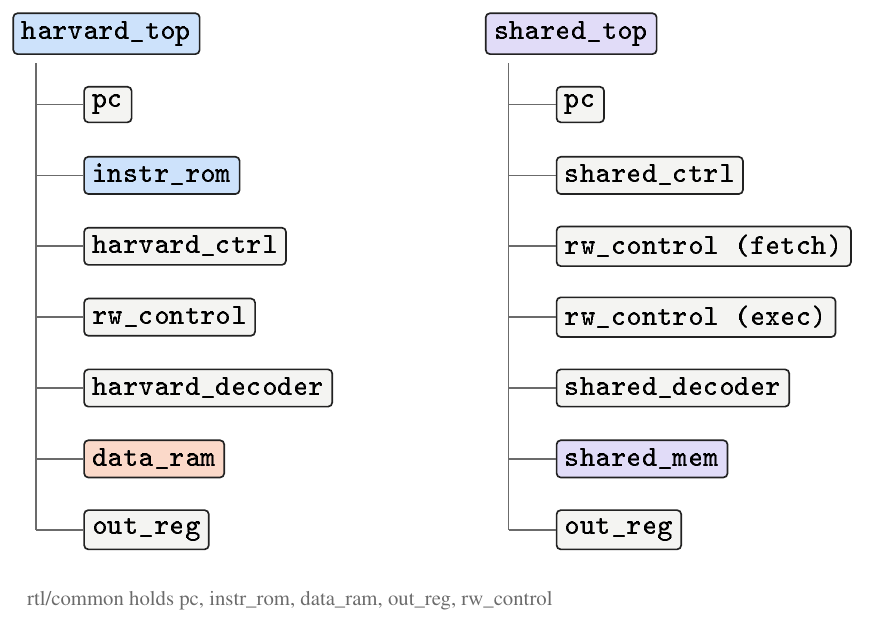 harvard_top
pc
instr_rom
harvard_ctrl
rw_control
harvard_decoder
data_ram
out_reg
shared_top
pc
shared_ctrl
rw_control (fetch)
rw_control (exec)
shared_decoder
shared_mem
out_reg
rtl/common holds pc, instr_rom, data_ram, out_reg, rw_control